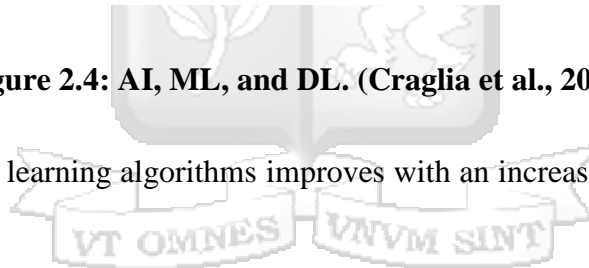 gure 2.4: AI, ML, and DL. (Craglia et al., 20
learning algorithms improves with an increas
VT OMNES VNVM SINT